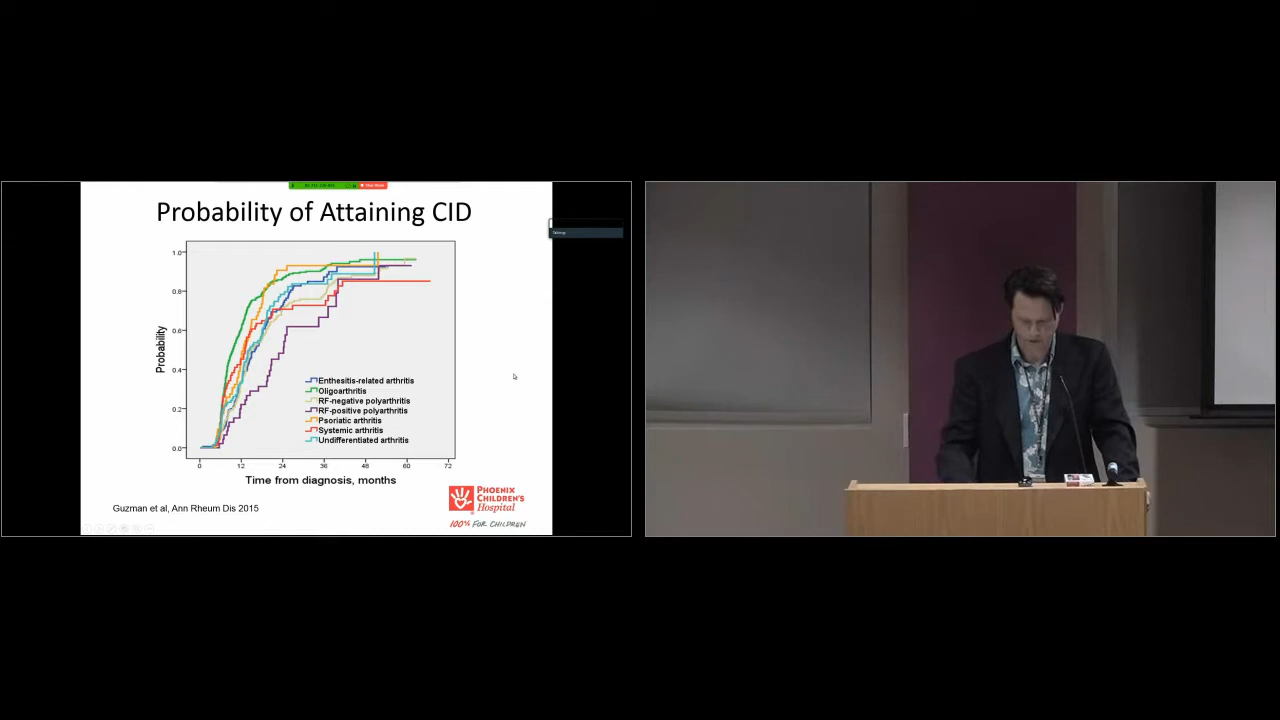 Probability of Attaining CID
Talking:
1.0
0.8
0.6
0.4
0.2
0.0
Probability
Enthesitis-related arthritis
Oligoarthritis
RF-negative polyarthritis
RF-positive polyarthritis
Psoriatic arthritis
Systemic arthritis
Undifferentiated arthritis
0 12 24 36 48 60 72
Time from diagnosis, months
Guzman et al, Ann Rheum Dis 2015
PHOENIX
CHILDREN'S
Hospital
100% FOR CHILDREN